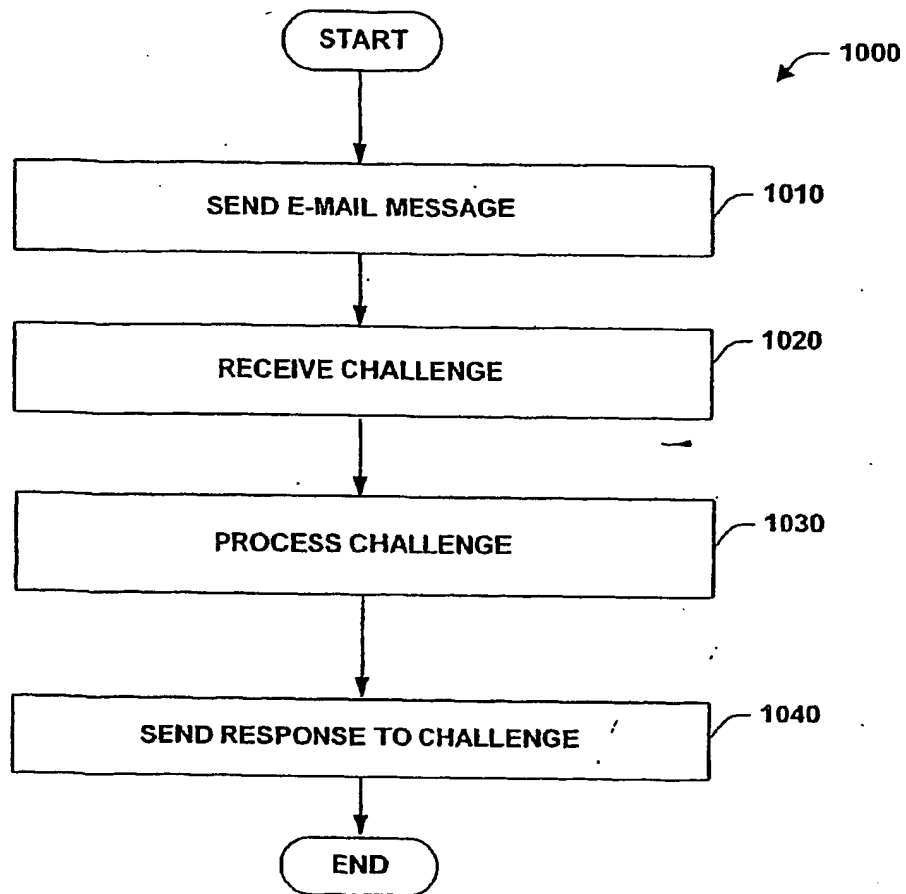 START
1000
SEND E-MAIL MESSAGE
1010
RECEIVE CHALLENGE
1020
PROCESS CHALLENGE
1030
SEND RESPONSE TO CHALLENGE
1040
END